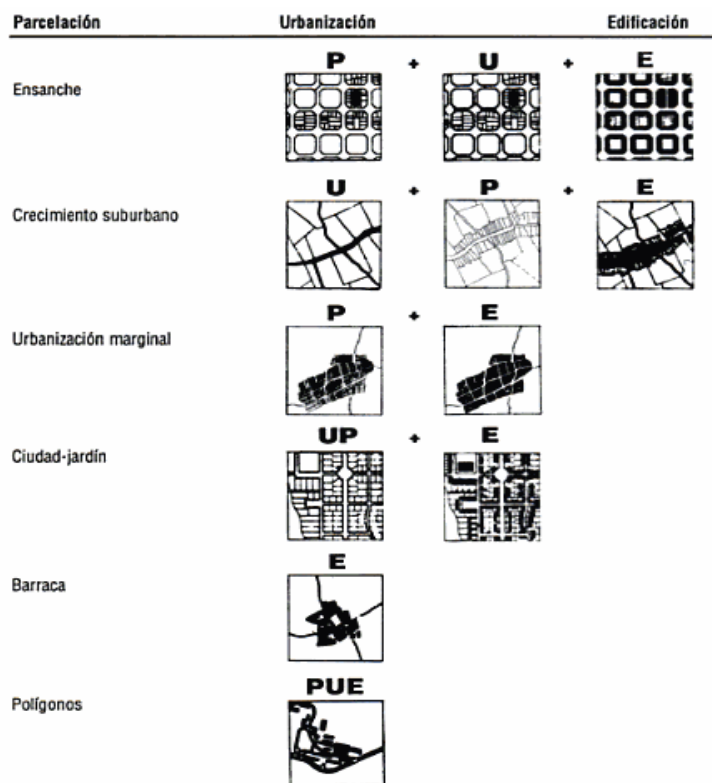 Parcelación Urbanización Edificación
P + U + E
Ensanche
U + P + E
Crecimiento suburbano
P + E
Urbanización marginal
UP + E
Ciudad-jardín
E
Barraca
PUE
Polígonos